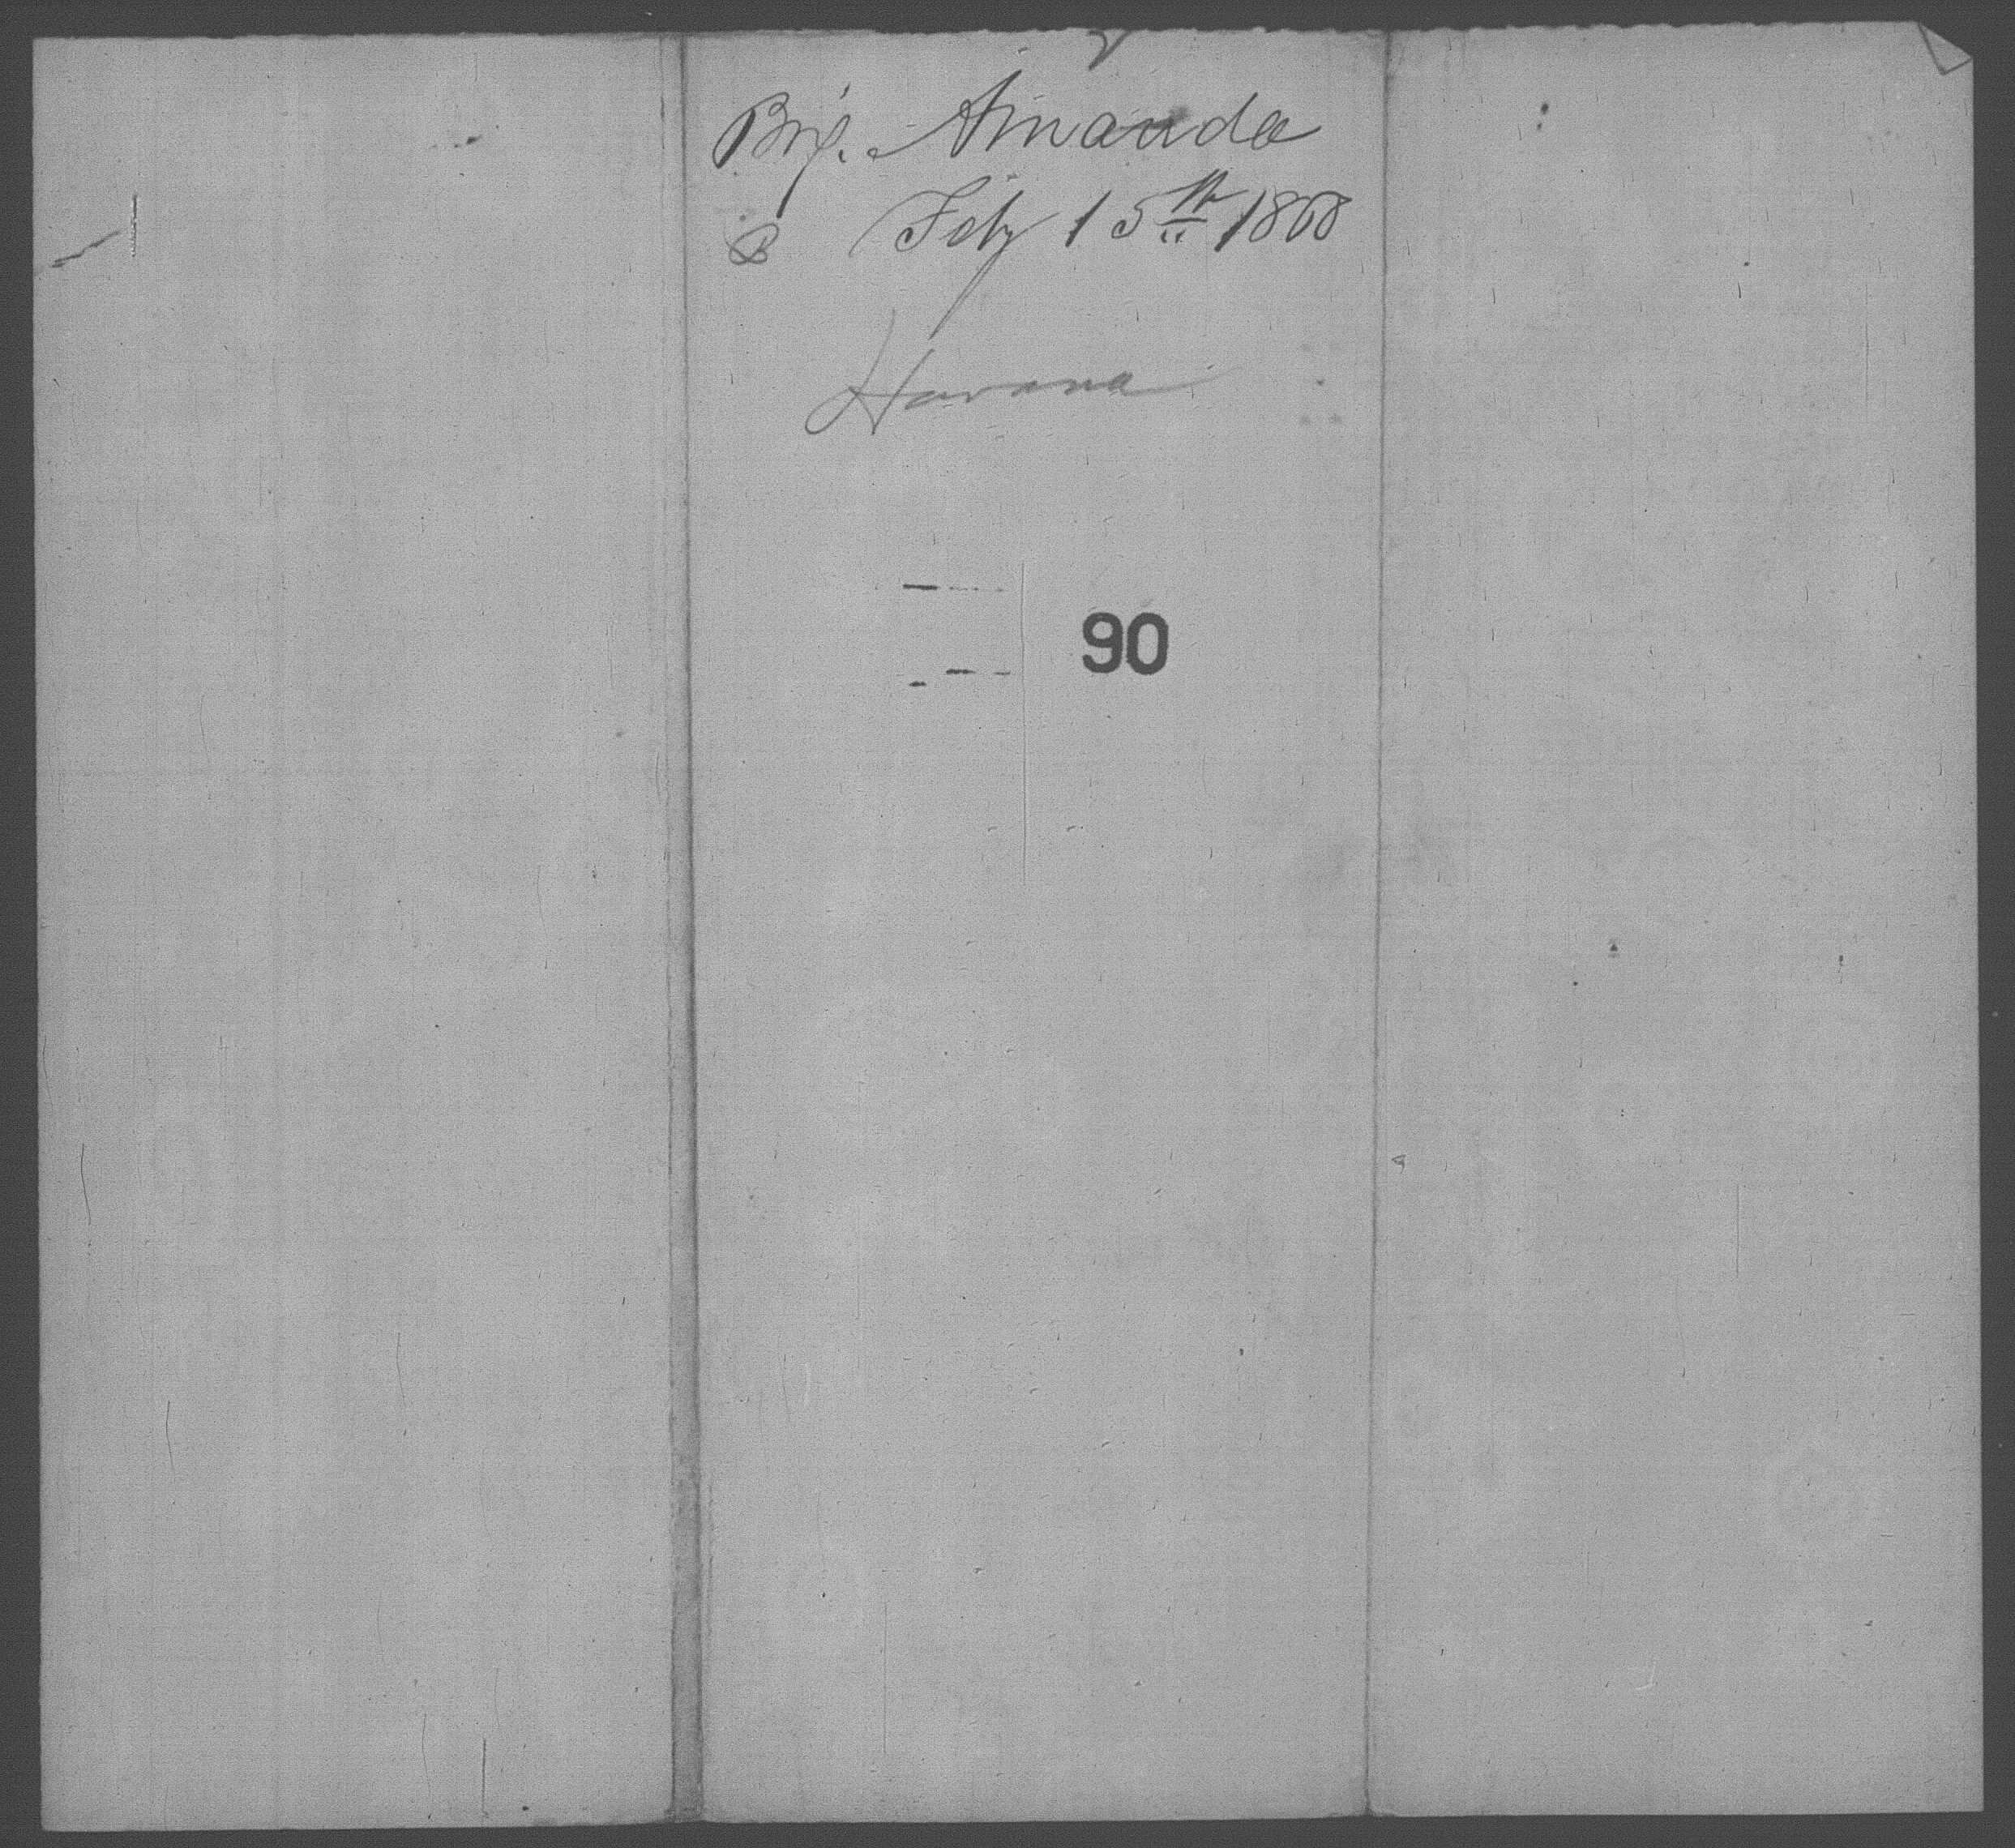 Brig. Amanda
B Feby 15th 1868
Havana
90